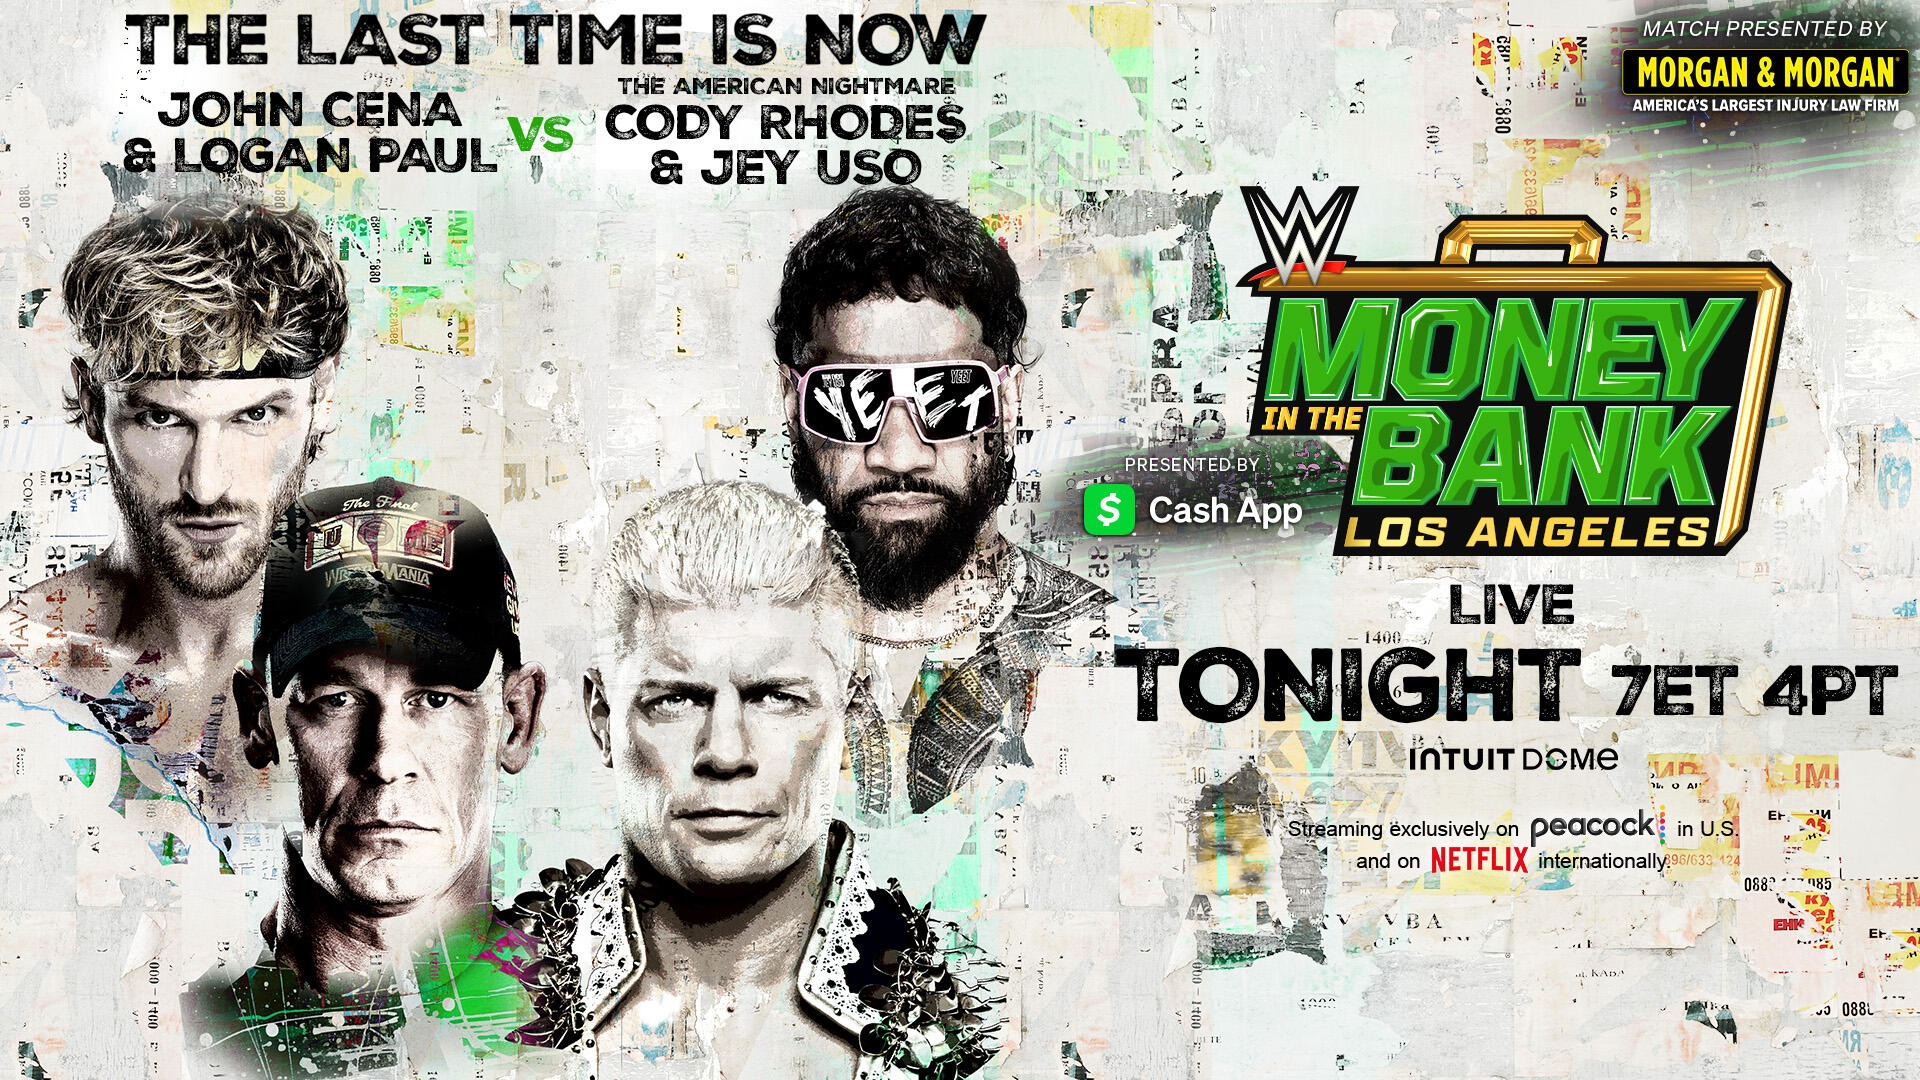 THE LAST TIME IS NOW
JOHN CENA
& LOGAN PAUL
VS
THE AMERICAN NIGHTMARE
CODY RHODES
& JEY USO
MATCH PRESENTED BY
MORGAN & MORGAN
AMERICA'S LARGEST INJURY LAW FIRM
YEET
YEET
The Final
WRESTLEMANIA
W
MONEY
IN THE
BANK
LOS ANGELES
PRESENTED BY
$ Cash App
LIVE
TONIGHT 7ET 4PT
INTUIT DOME
Streaming exclusively on peacock in U.S.
and on NETFLIX internationally